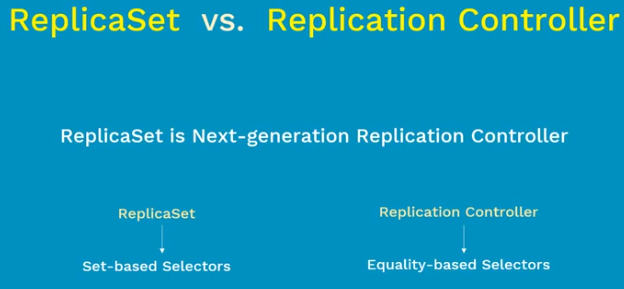 ReplicaSet vs. Replication Controller
ReplicaSet is Next-generation Replication Controller
ReplicaSet
Replication Controller
Set-based Selectors
Equality-based Selectors